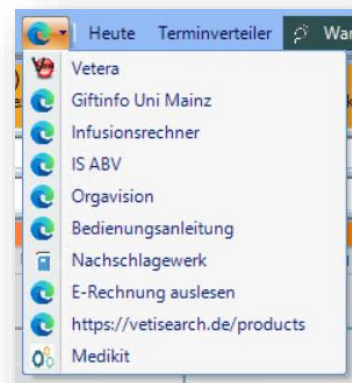 Heute Terminverteiler War
Vetera
Giftinfo Uni Mainz
Infusionsrechner
IS ABV
Orgavision
Bedienungsanleitung
Nachschlagewerk
E-Rechnung auslesen
https://vetisearch.de/products
Medikit